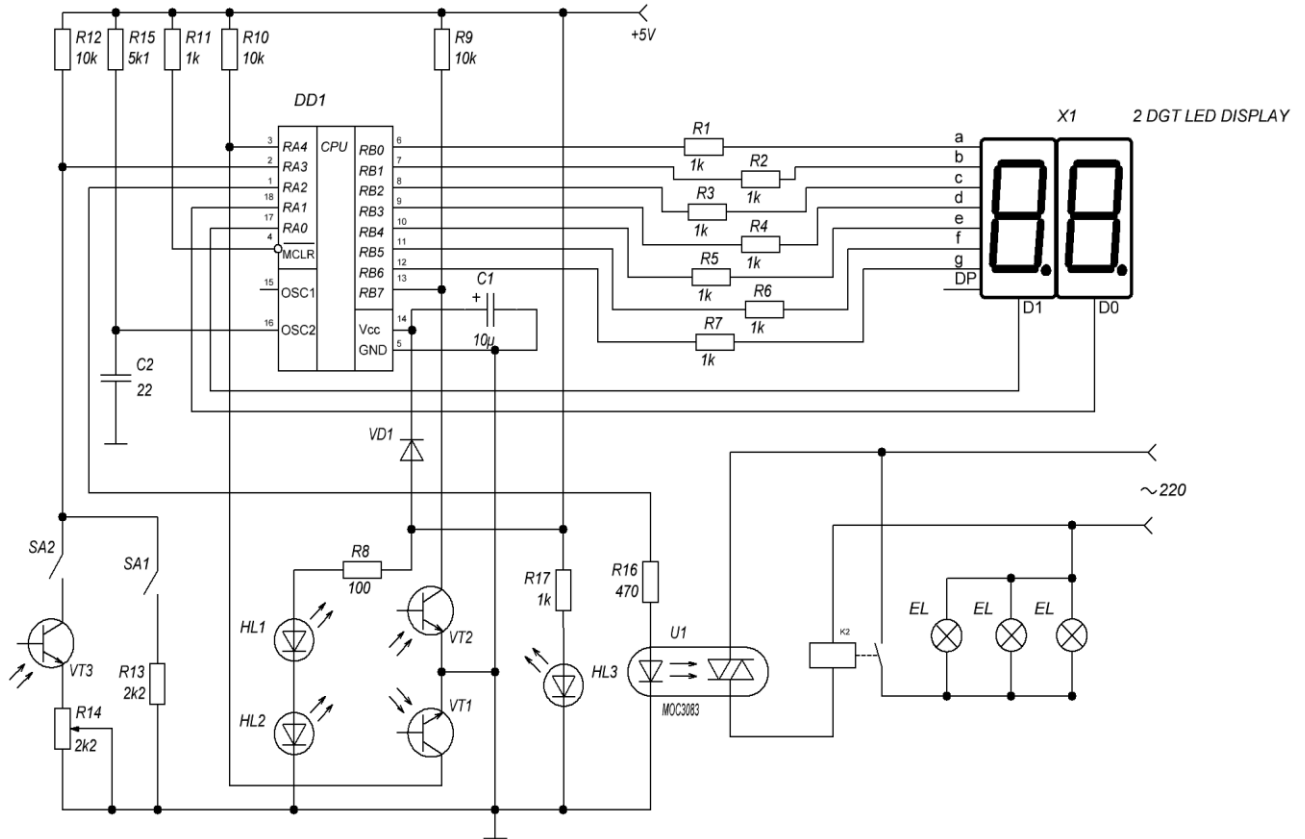 +5V
R12
10k
R15
5k1
R11
1k
R10
10k
R9
10k
DD1
CPU
3
RA4
2
RA3
1
RA2
18
RA1
17
RA0
4
MCLR
15
OSC1
16
OSC2
RB0
6
RB1
7
RB2
8
RB3
9
RB4
10
RB5
11
RB6
12
RB7
13
Vcc
14
GND
5
R1
1k
R2
1k
R3
1k
R4
1k
R5
1k
R6
1k
R7
1k
X1
2 DGT LED DISPLAY
a
b
c
d
e
f
g
DP
D1
D0
C1
+
10µ
C2
22
VD1
~220
SA2
SA1
R8
100
R17
1k
R16
470
HL1
VT2
U1
K2
EL
EL
EL
VT3
R13
2k2
HL3
MOC3083
HL2
VT1
R14
2k2